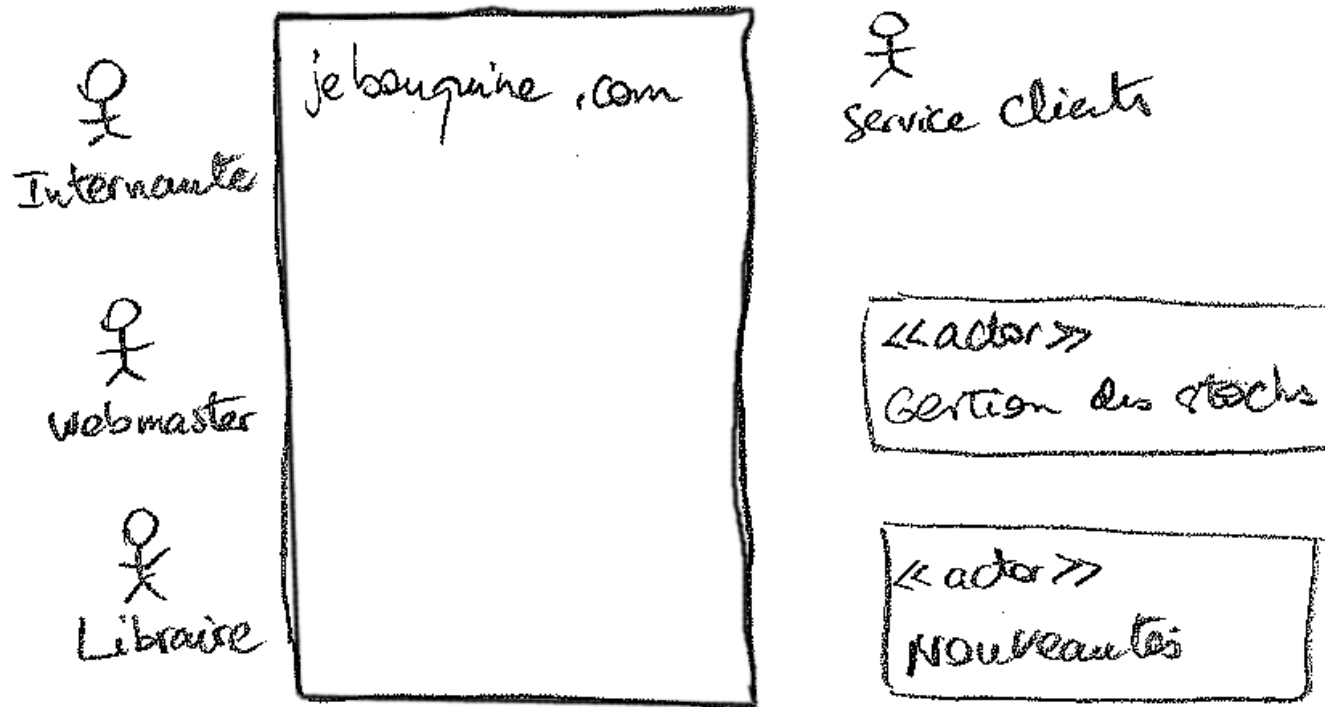 jebouquine.com
Internaute
Webmaster
Libraire
Service Clients
<<actor>>
Gestion des stocks
<<actor>>
Nouveautés